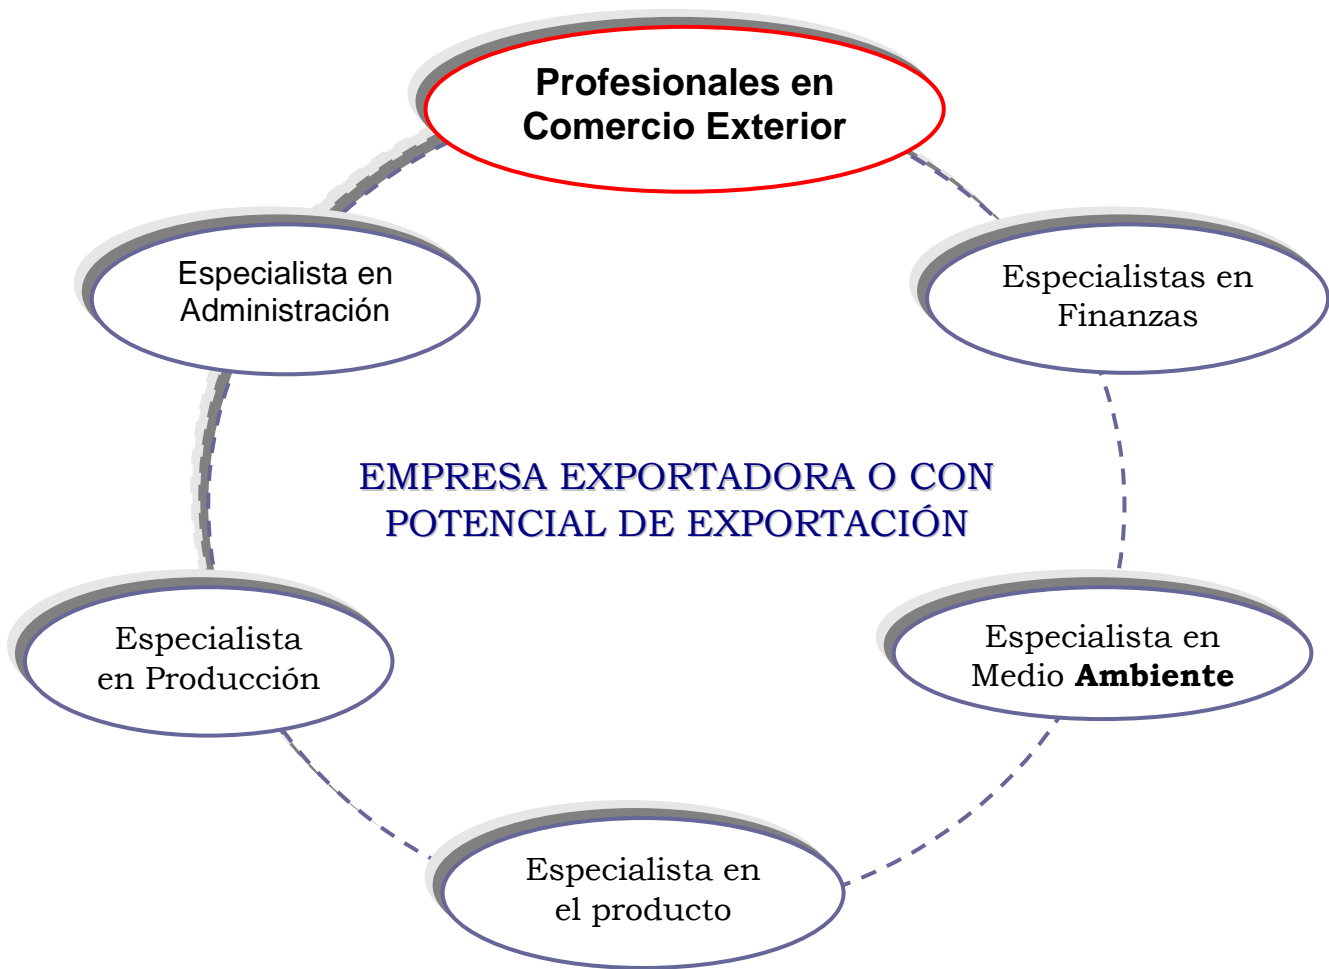 Profesionales en
Comercio Exterior
Especialista en
Administración
Especialistas en
Finanzas
EMPRESA EXPORTADORA O CON
POTENCIAL DE EXPORTACIÓN
Especialista
en Producción
Especialista en
Medio Ambiente
Especialista en
el producto